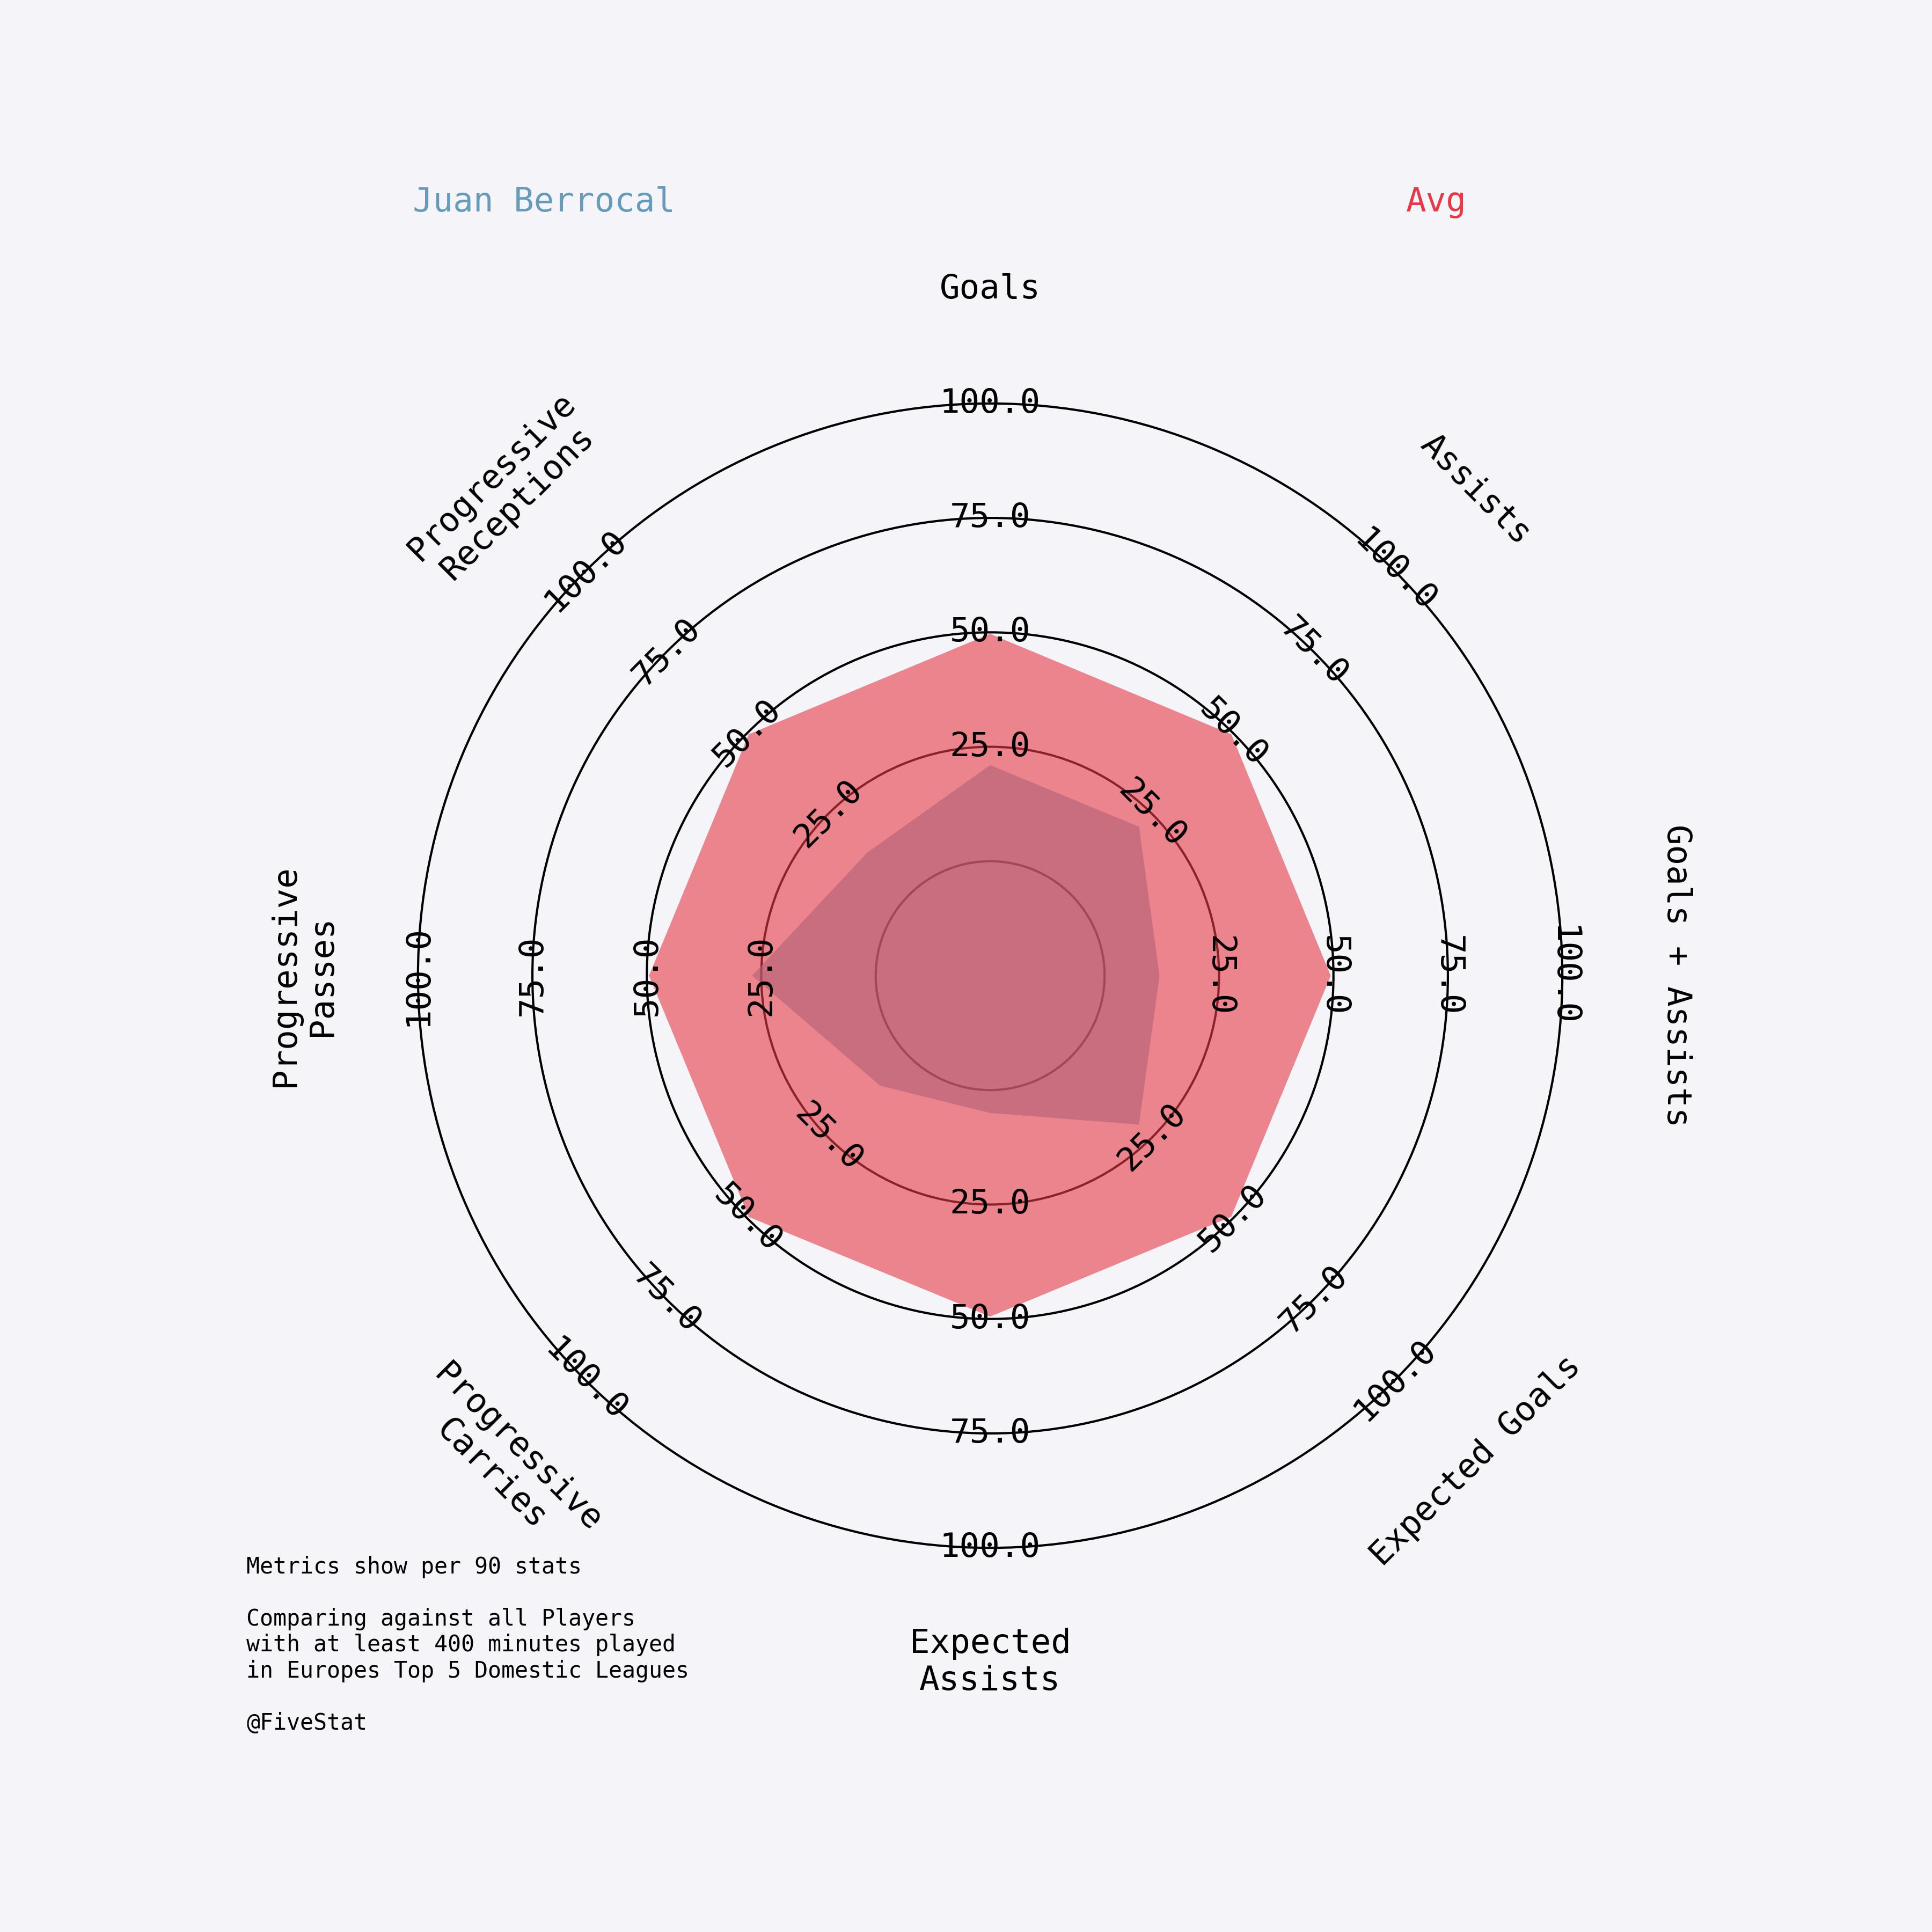 Juan Berrocal
Avg
Goals
Assists
Goals + Assists
Expected Goals
Expected
Assists
Progressive
Carries
Progressive
Passes
Progressive
Receptions
100.0
75.0
50.0
25.0
100.0
75.0
50.0
25.0
100.0
75.0
50.0
25.0
100.0
75.0
50.0
25.0
100.0
75.0
50.0
25.0
100.0
75.0
50.0
25.0
100.0
75.0
50.0
25.0
100.0
75.0
50.0
25.0
Metrics show per 90 stats
Comparing against all Players
with at least 400 minutes played
in Europes Top 5 Domestic Leagues
@FiveStat